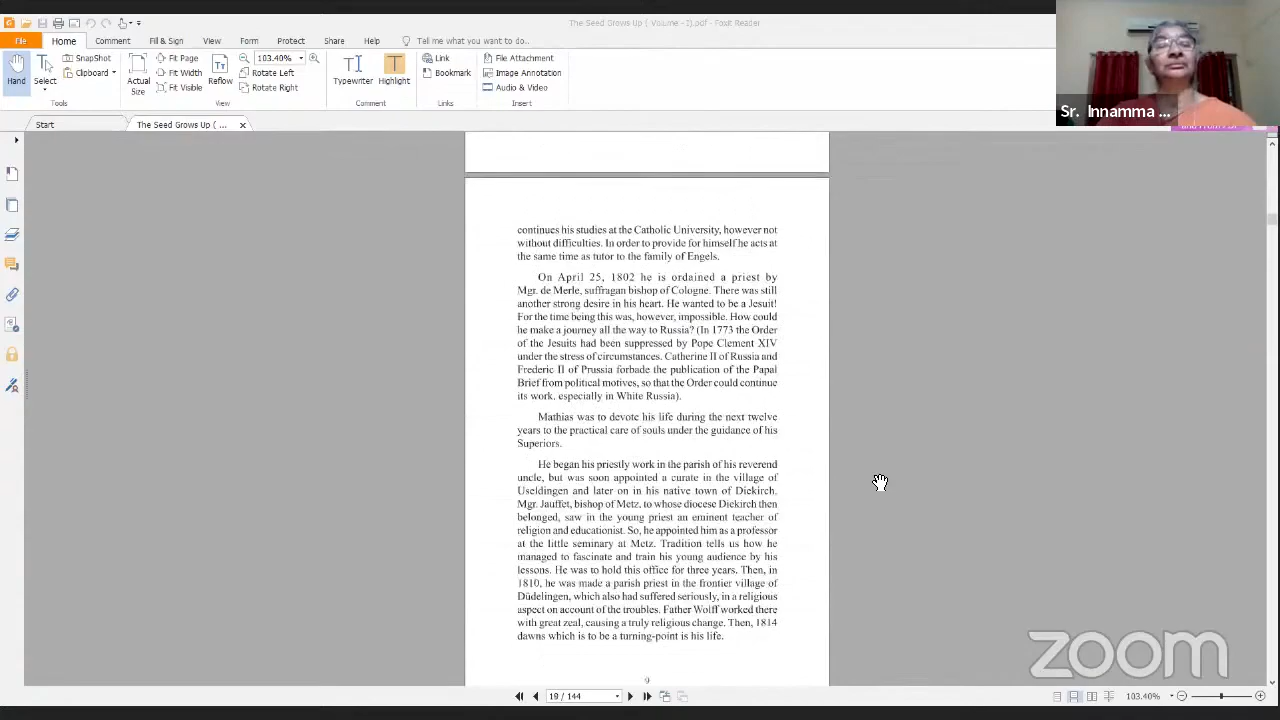 The Seed Grows Up ( Volume - I).pdf - Foxit Reader
File Home Comment Fill & Sign View Form Protect Share Help Tell me what you want to do..
SnapShot Fit Page 103.40% Link File Attachment
Clipboard Fit Width Rotate Left Bookmark Image Annotation
Hand Select Actual Size Fit Visible Reflow Rotate Right Typewriter Highlight Audio & Video
Tools View Comment Links Insert
Sr. Innamma ...
Start The Seed Grows Up ( ...
continues his studies at the Catholic University, however not
without difficulties. In order to provide for himself he acts at
the same time as tutor to the family of Engels.
On April 25, 1802 he is ordained a priest by
Mgr. de Merle, suffragan bishop of Cologne. There was still
another strong desire in his heart. He wanted to be a Jesuit!
For the time being this was, however, impossible. How could
he make a journey all the way to Russia? (In 1773 the Order
of the Jesuits had been suppressed by Pope Clement XIV
under the stress of circumstances. Catherine II of Russia and
Frederic II of Prussia forbade the publication of the Papal
Brief from political motives, so that the Order could continue
its work, especially in White Russia).
Mathias was to devote his life during the next twelve
years to the practical care of souls under the guidance of his
Superiors.
He began his priestly work in the parish of his reverend
uncle, but was soon appointed a curate in the village of
Useldingen and later on in his native town of Diekirch.
Mgr. Jauffet, bishop of Metz, to whose diocese Diekirch then
belonged, saw in the young priest an eminent teacher of
religion and educationist. So, he appointed him as a professor
at the little seminary at Metz. Tradition tells us how he
managed to fascinate and train his young audience by his
lessons. He was to hold this office for three years. Then, in
1810, he was made a parish priest in the frontier village of
Düdelingen, which also had suffered seriously, in a religious
aspect on account of the troubles. Father Wolff worked there
with great zeal, causing a truly religious change. Then, 1814
dawns which is to be a turning-point is his life.
9
zoom
19 / 144 103.40%